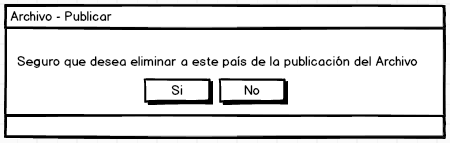 Archivo - Publicar
Seguro que desea eliminar a este país de la publicación del Archivo
Si
No